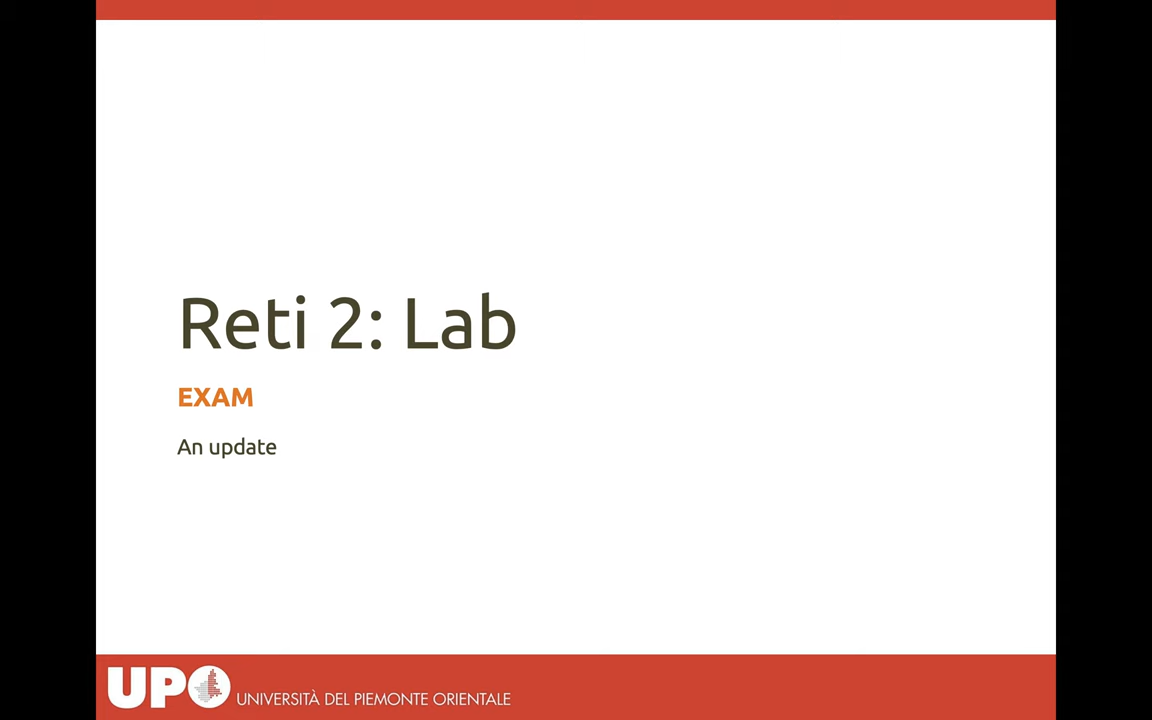 Reti 2: Lab
EXAM
An update
UPO UNIVERSITÀ DEL PIEMONTE ORIENTALE